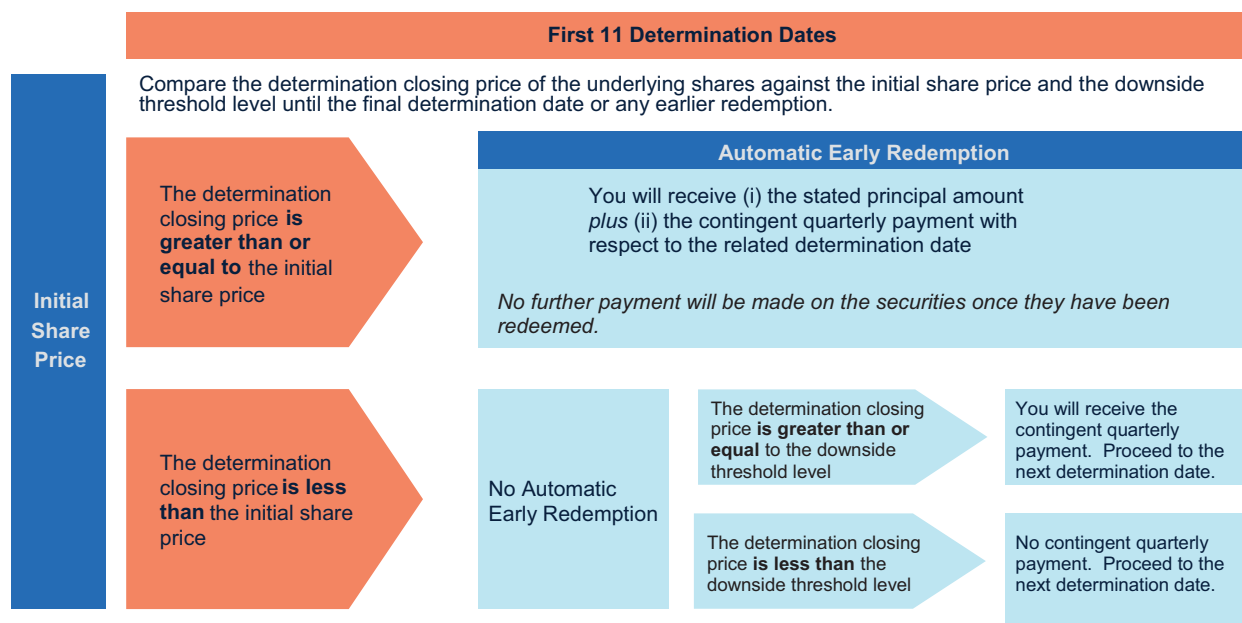 First 11 Determination Dates
Compare the determination closing price of the underlying shares against the initial share price and the downside
threshold level until the final determination date or any earlier redemption.
Initial
Share
Price
The determination
closing price is
greater than or
equal to the initial
share price
Automatic Early Redemption
You will receive (i) the stated principal amount
plus (ii) the contingent quarterly payment with
respect to the related determination date
No further payment will be made on the securities once they have been
redeemed.
The determination
closing price is less
than the initial share
price
No Automatic
Early Redemption
The determination closing
price is greater than or
equal to the downside
threshold level
You will receive the
contingent quarterly
payment. Proceed to the
next determination date.
The determination closing
price is less than the
downside threshold level
No contingent quarterly
payment. Proceed to the
next determination date.